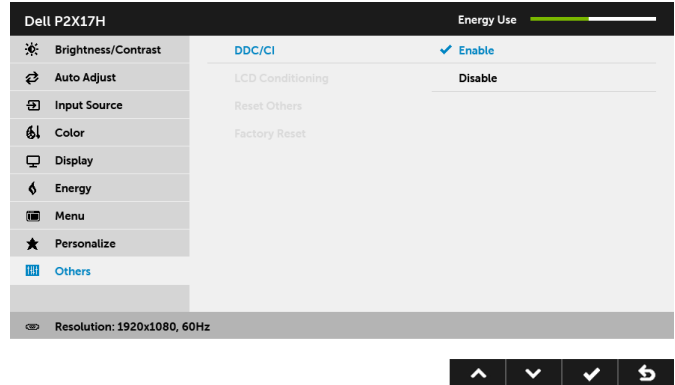 Dell P2X17H Energy Use
Brightness/Contrast DDC/CI Enable
Auto Adjust LCD Conditioning Disable
Input Source Reset Others
Color Factory Reset
Display
Energy
Menu
Personalize
Others
Resolution: 1920x1080, 60Hz